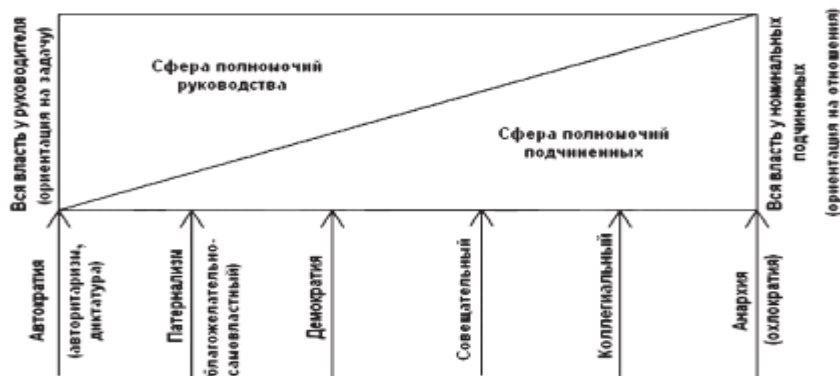 Вся власть у руководителя
(ориентация на задачу)
Сфера полномочий
руководства
Сфера полномочий
подчиненных
Вся власть у номинальных
подчиненных
(ориентация на отношения)
Автократия
(авторитаризм,
диктатура)
Патернализм
благожелательно-
самовластный)
Демократия
Совещательный
Коллегиальный
Анархия
(охлократия)